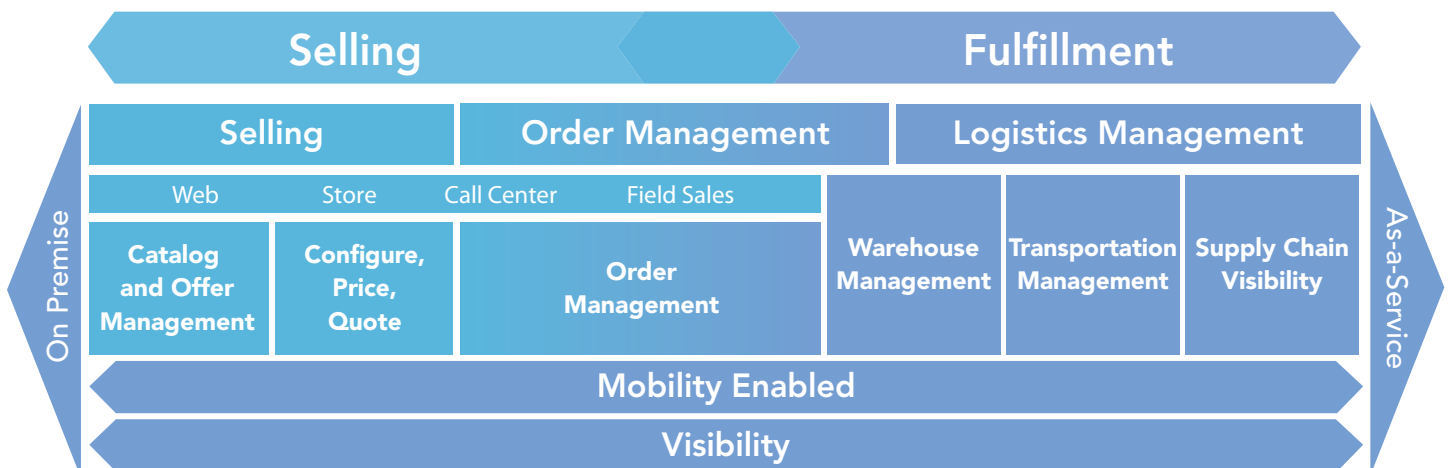 Selling
Fulfillment
Selling
Order Management
Logistics Management
Web
Store
Call Center
Field Sales
On Premise
Catalog
and Offer
Management
Configure,
Price,
Quote
Order
Management
Warehouse
Management
Transportation
Management
Supply Chain
Visibility
As-a-Service
Mobility Enabled
Visibility